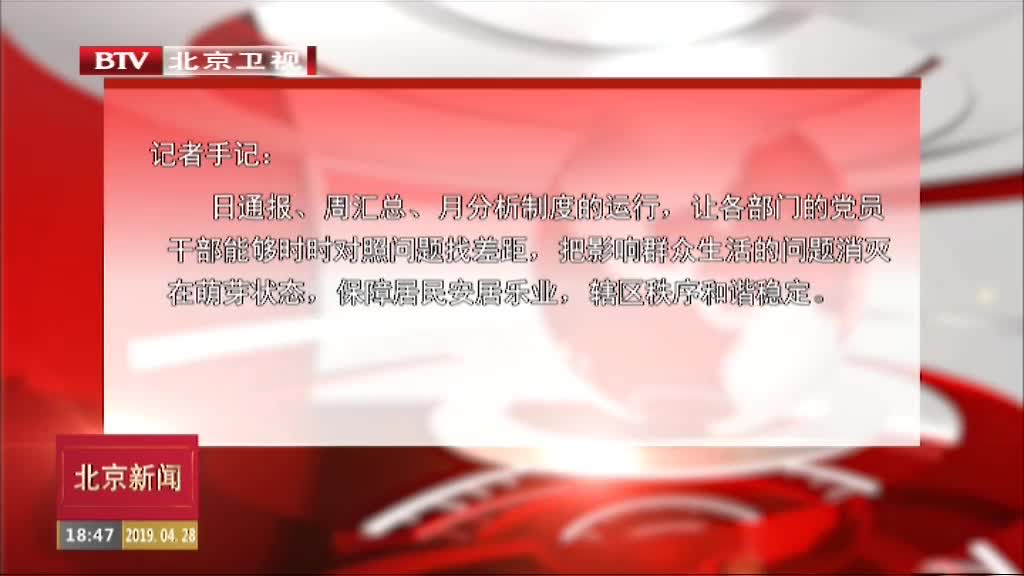 BTV 北京卫视
记者手记：
日通报、周汇总、月分析制度的运行，让各部门的党员
干部能够时时对照问题找差距，把影响群众生活的问题消灭
在萌芽状态，保障居民安居乐业，辖区秩序和谐稳定。
北京新闻
18:47 2019.04.28